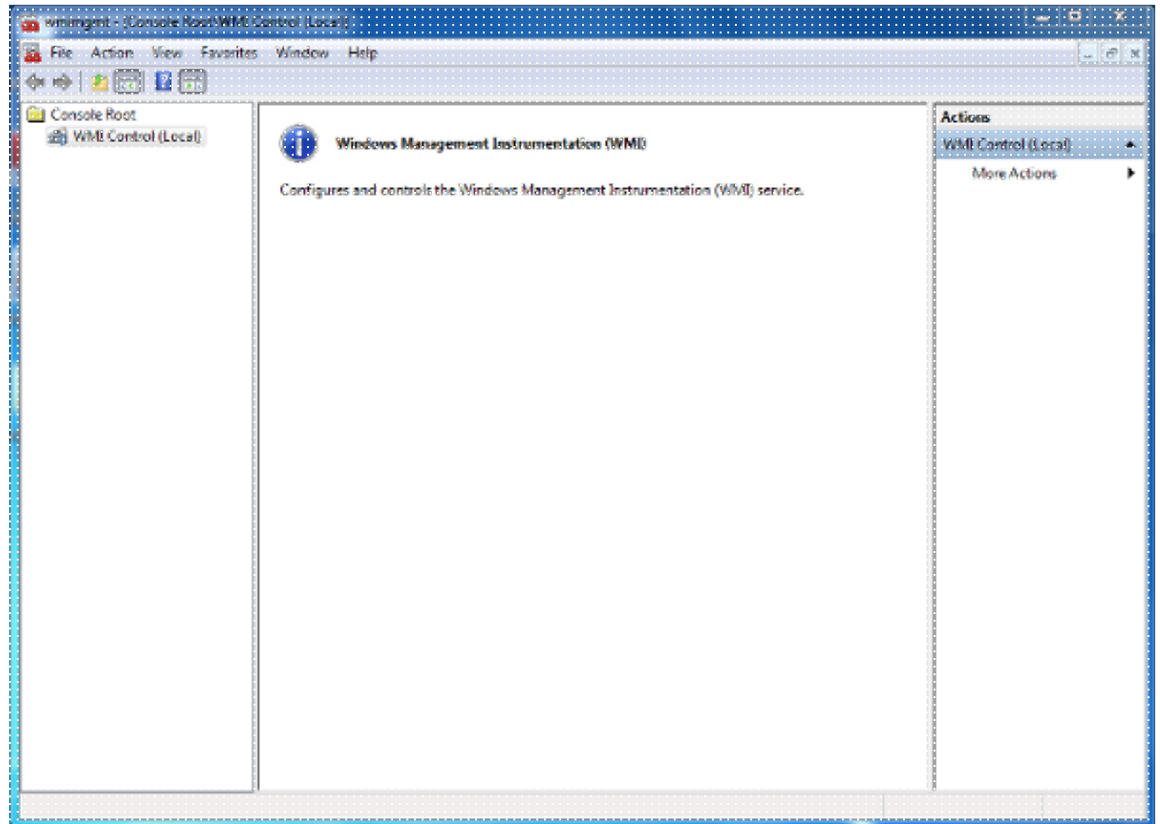 wmimgmt - [Console Root\WMI Control (Local)]
File Action View Favorites Window Help
Console Root
WMI Control (Local)
Windows Management Instrumentation (WMI)
Configures and controls the Windows Management Instrumentation (WMI) service.
Actions
WMI Control (Local)
More Actions